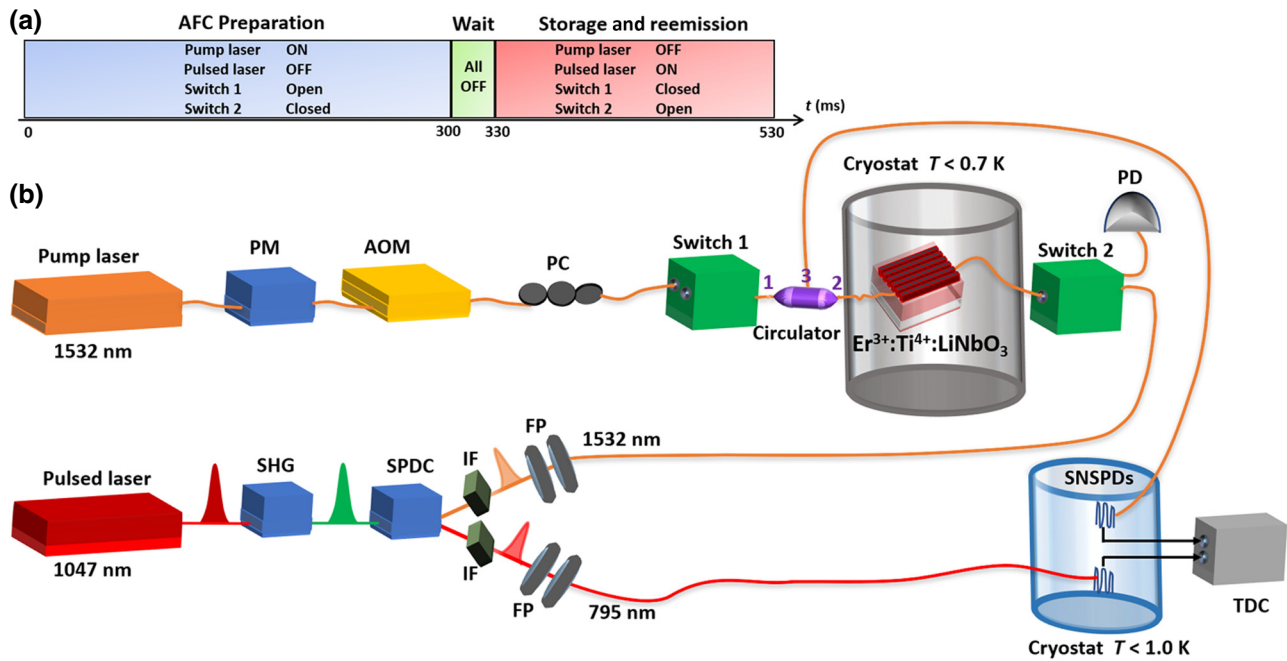 (a)
AFC Preparation Wait Storage and reemission
Pump laser ON
Pulsed laser OFF
Switch 1 Open
Switch 2 Closed
All
OFF
Pump laser OFF
Pulsed laser ON
Switch 1 Closed
Switch 2 Open
t (ms)
0 300 330 530
(b)
Cryostat T < 0.7 K
PD
Pump laser
PM
AOM
PC
Switch 1
1 3 2
Switch 2
Circulator
Er³⁺:Ti⁴⁺:LiNbO₃
1532 nm
Pulsed laser
SHG
SPDC
IF
FP
1532 nm
SNSPDs
1047 nm
IF
FP
795 nm
TDC
Cryostat T < 1.0 K